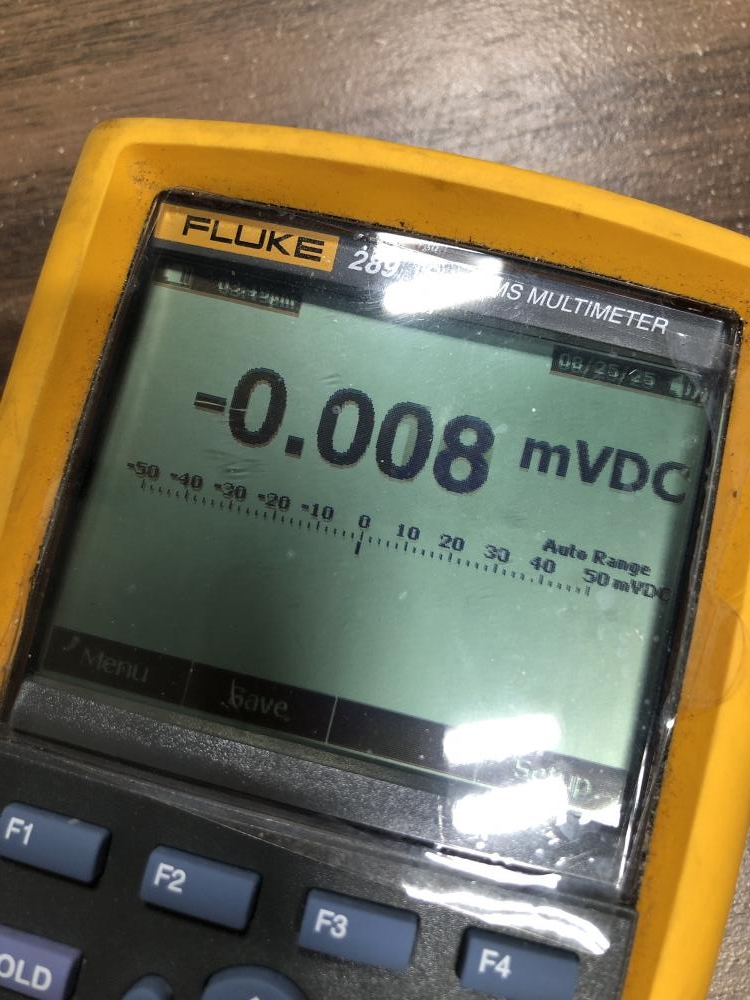 FLUKE
289 MS MULTIMETER
08/25/25
-0.008 mVDC
-50 -40 -30 -20 -10 0 10 20 30 40 50 mVDC
Auto Range
Menu Save Setup
F1 F2 F3 F4
OLD